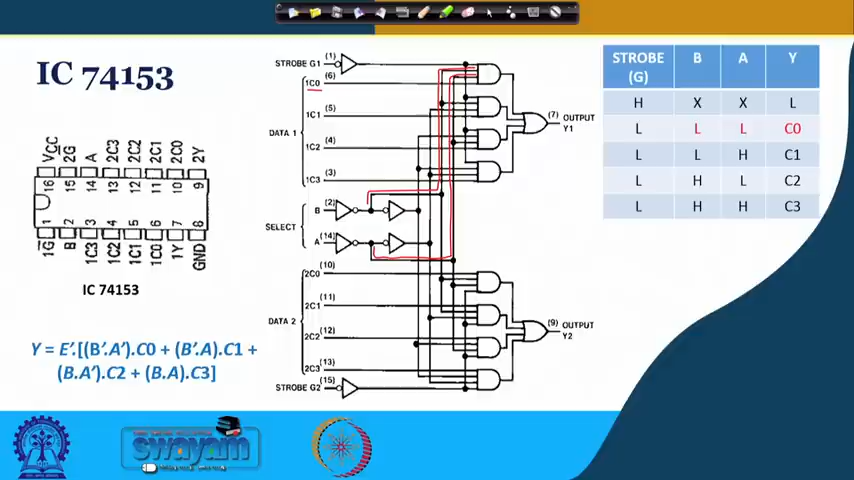 IC 74153
VCC 2G A 2C3 2C2 2C1 2C0 2Y
16 15 14 13 12 11 10 9
1 2 3 4 5 6 7 8
1G B 1C3 1C2 1C1 1C0 1Y GND
IC 74153
Y = E'.[(B'.A').C0 + (B'.A).C1 +
(B.A').C2 + (B.A).C3]
STROBE G1 (1)
1C0 (6)
1C1 (5)
DATA 1
1C2 (4)
1C3 (3)
(7) OUTPUT
Y1
B (2)
SELECT
A (14)
2C0 (10)
2C1 (11)
DATA 2
2C2 (12)
2C3 (13)
STROBE G2 (15)
(9) OUTPUT
Y2
STROBE (G) B A Y
H X X L
L L L C0
L L H C1
L H L C2
L H H C3
swayam